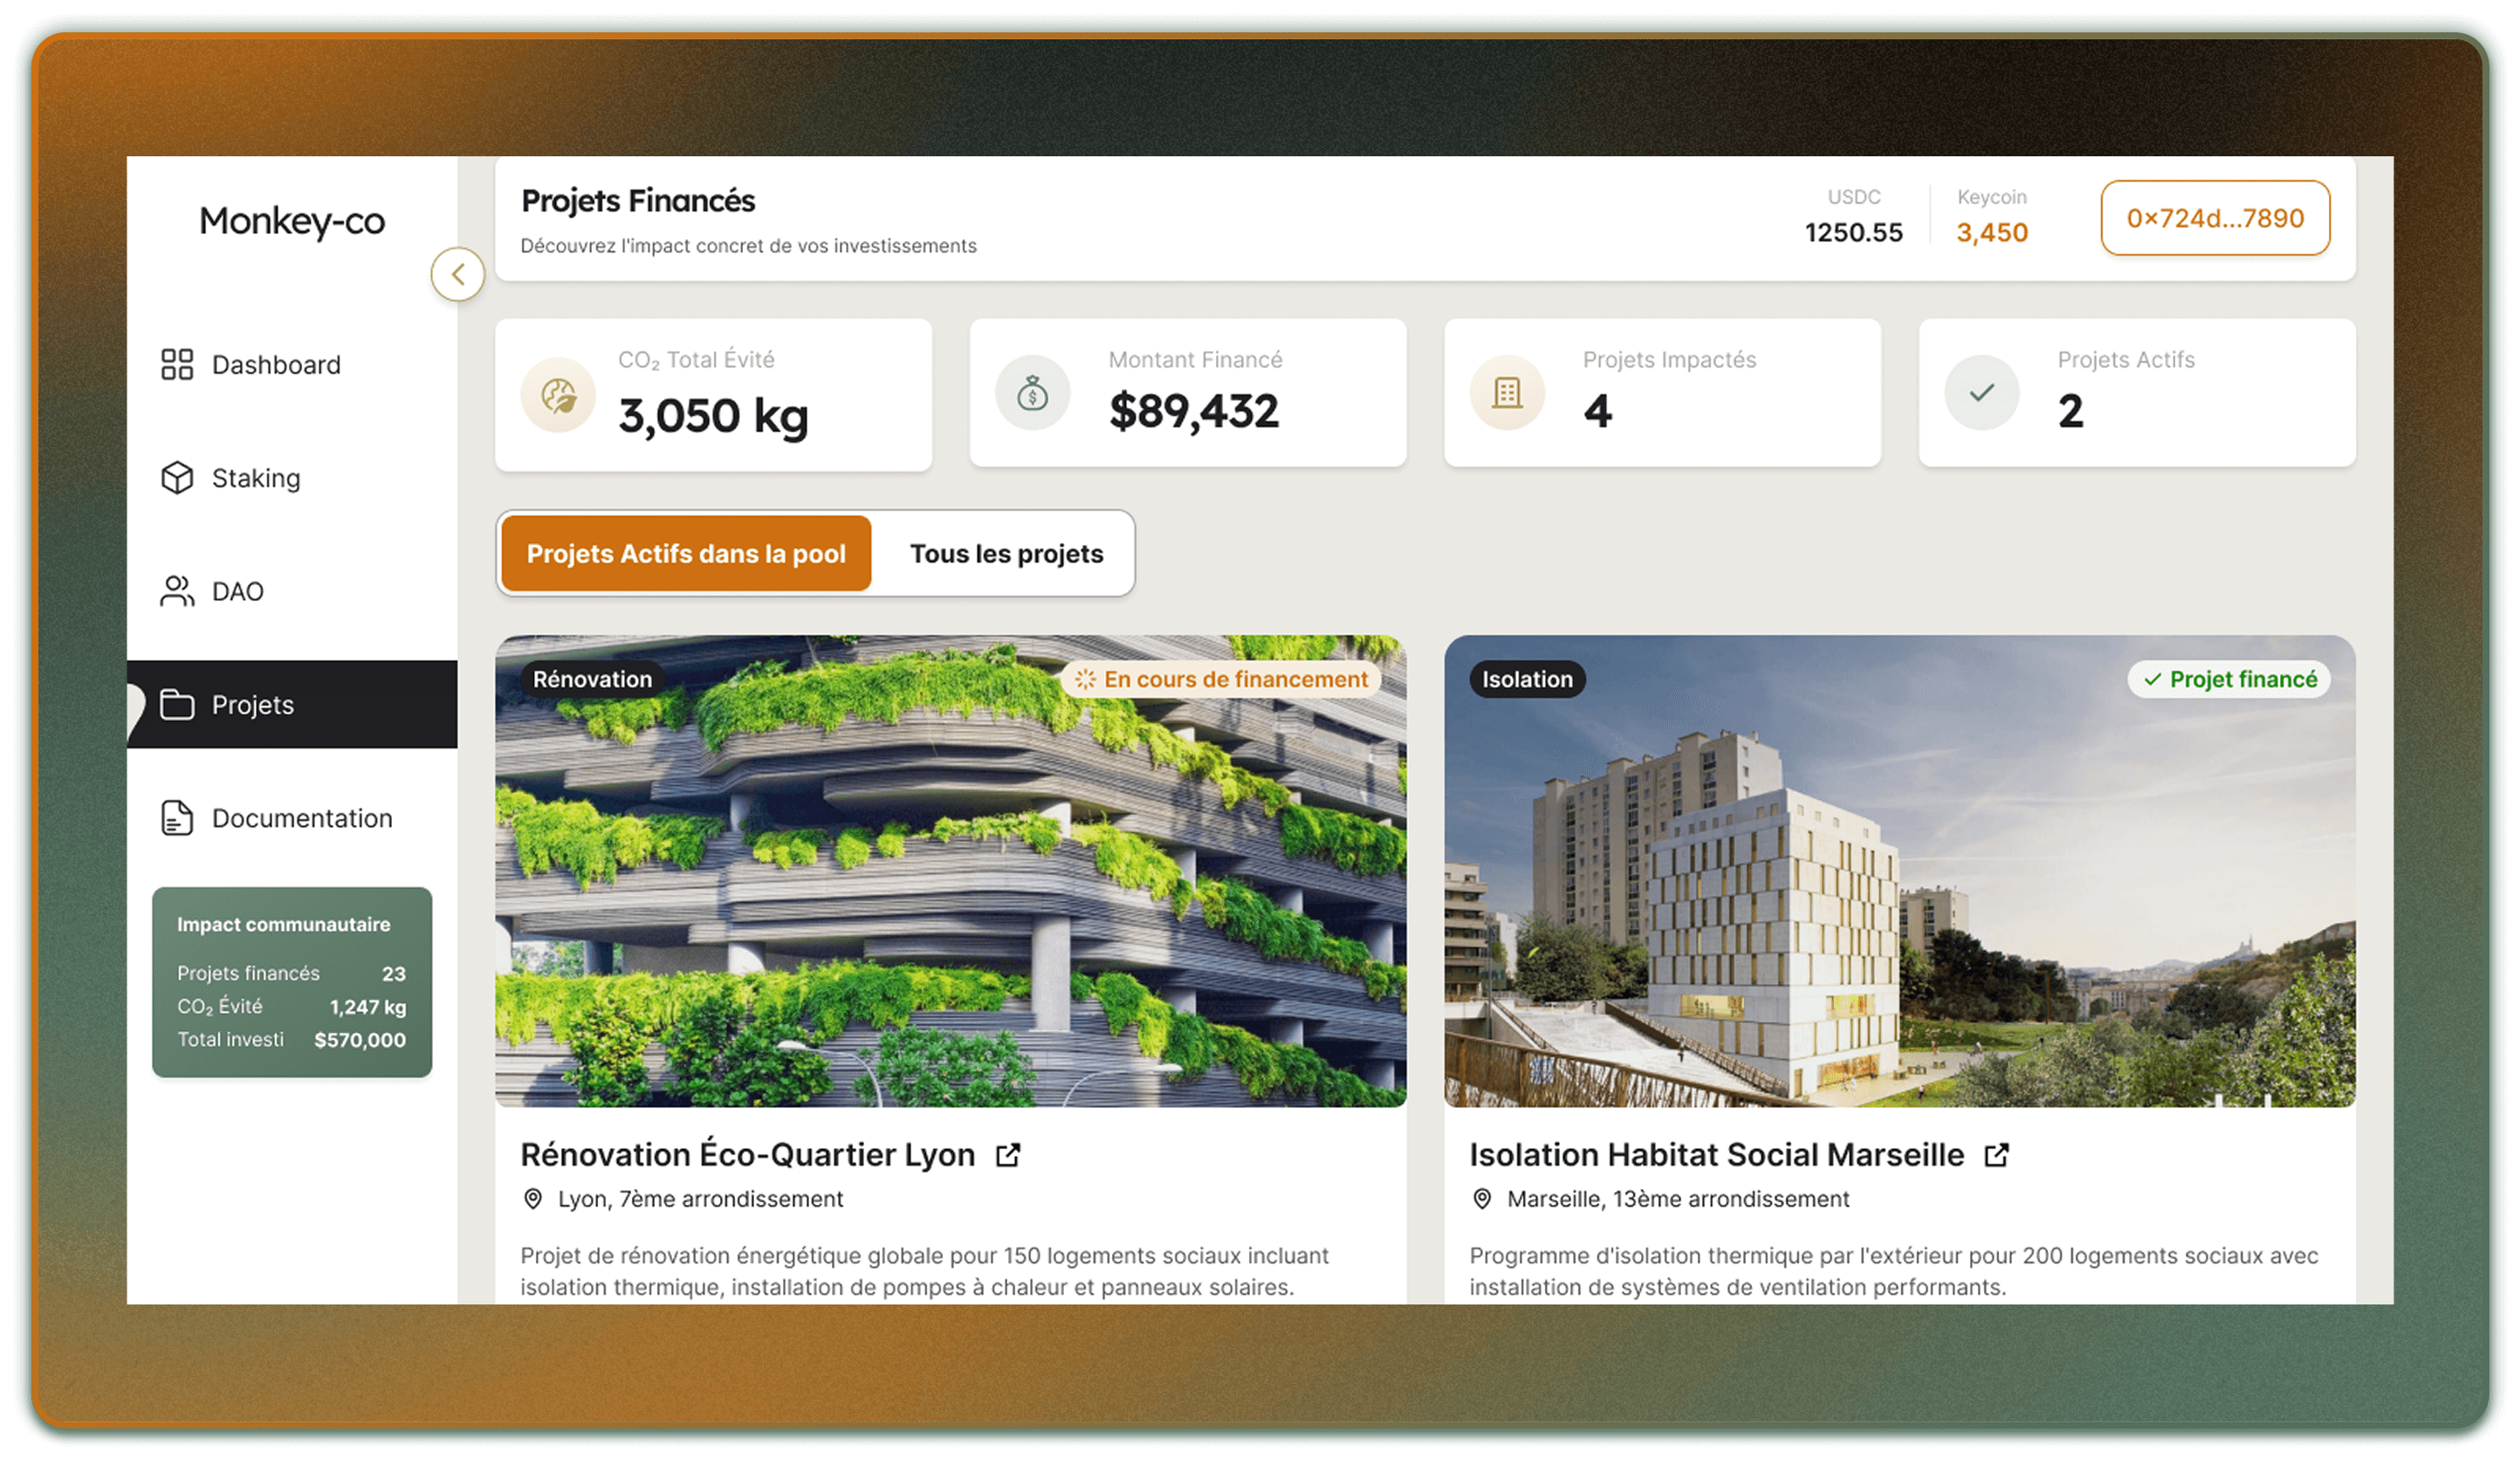 Monkey-co
Dashboard
Staking
DAO
Projets
Documentation
Impact communautaire
Projets financés 23
CO₂ Évité 1,247 kg
Total investi $570,000
Projets Financés
Découvrez l'impact concret de vos investissements
USDC
1250.55
Keycoin
3,450
0x724d...7890
CO₂ Total Évité
3,050 kg
Montant Financé
$89,432
Projets Impactés
4
Projets Actifs
2
Projets Actifs dans la pool
Tous les projets
Rénovation
En cours de financement
Rénovation Éco-Quartier Lyon
Lyon, 7ème arrondissement
Projet de rénovation énergétique globale pour 150 logements sociaux incluant
isolation thermique, installation de pompes à chaleur et panneaux solaires.
Isolation
Projet financé
Isolation Habitat Social Marseille
Marseille, 13ème arrondissement
Programme d'isolation thermique par l'extérieur pour 200 logements sociaux avec
installation de systèmes de ventilation performants.